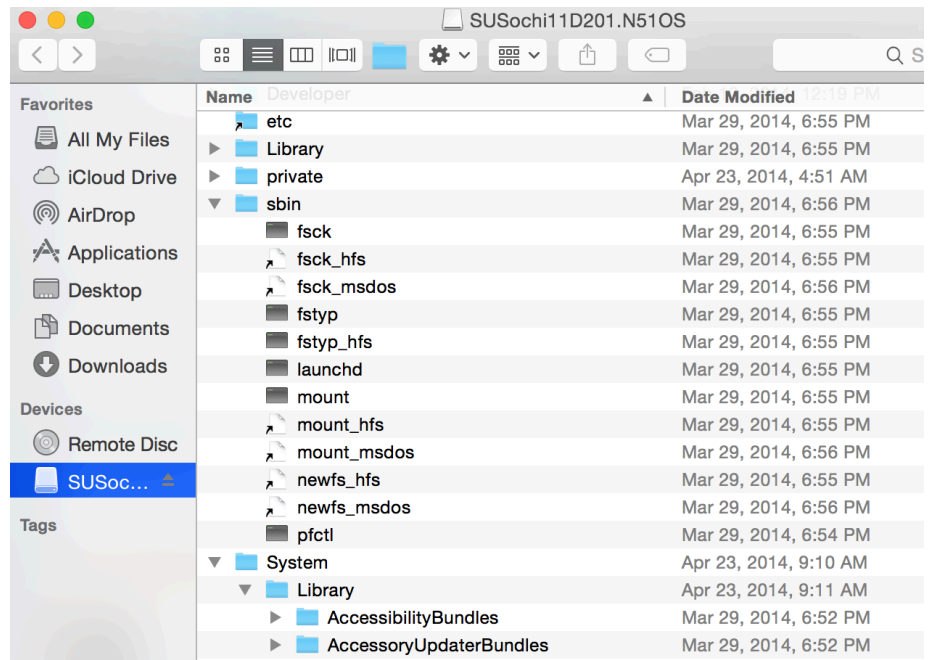 SUSochi11D201.N51OS
S
Favorites
All My Files
iCloud Drive
AirDrop
Applications
Desktop
Documents
Downloads
Devices
Remote Disc
SUSoc...
Tags
Name Date Modified
Developer 12:19 PM
etc Mar 29, 2014, 6:55 PM
Library Mar 29, 2014, 6:55 PM
private Apr 23, 2014, 4:51 AM
sbin Mar 29, 2014, 6:56 PM
fsck Mar 29, 2014, 6:55 PM
fsck_hfs Mar 29, 2014, 6:55 PM
fsck_msdos Mar 29, 2014, 6:56 PM
fstyp Mar 29, 2014, 6:55 PM
fstyp_hfs Mar 29, 2014, 6:55 PM
launchd Mar 29, 2014, 6:55 PM
mount Mar 29, 2014, 6:55 PM
mount_hfs Mar 29, 2014, 6:55 PM
mount_msdos Mar 29, 2014, 6:56 PM
newfs_hfs Mar 29, 2014, 6:55 PM
newfs_msdos Mar 29, 2014, 6:56 PM
pfctl Mar 29, 2014, 6:54 PM
System Apr 23, 2014, 9:10 AM
Library Apr 23, 2014, 9:11 AM
AccessibilityBundles Mar 29, 2014, 6:52 PM
AccessoryUpdaterBundles Mar 29, 2014, 6:52 PM